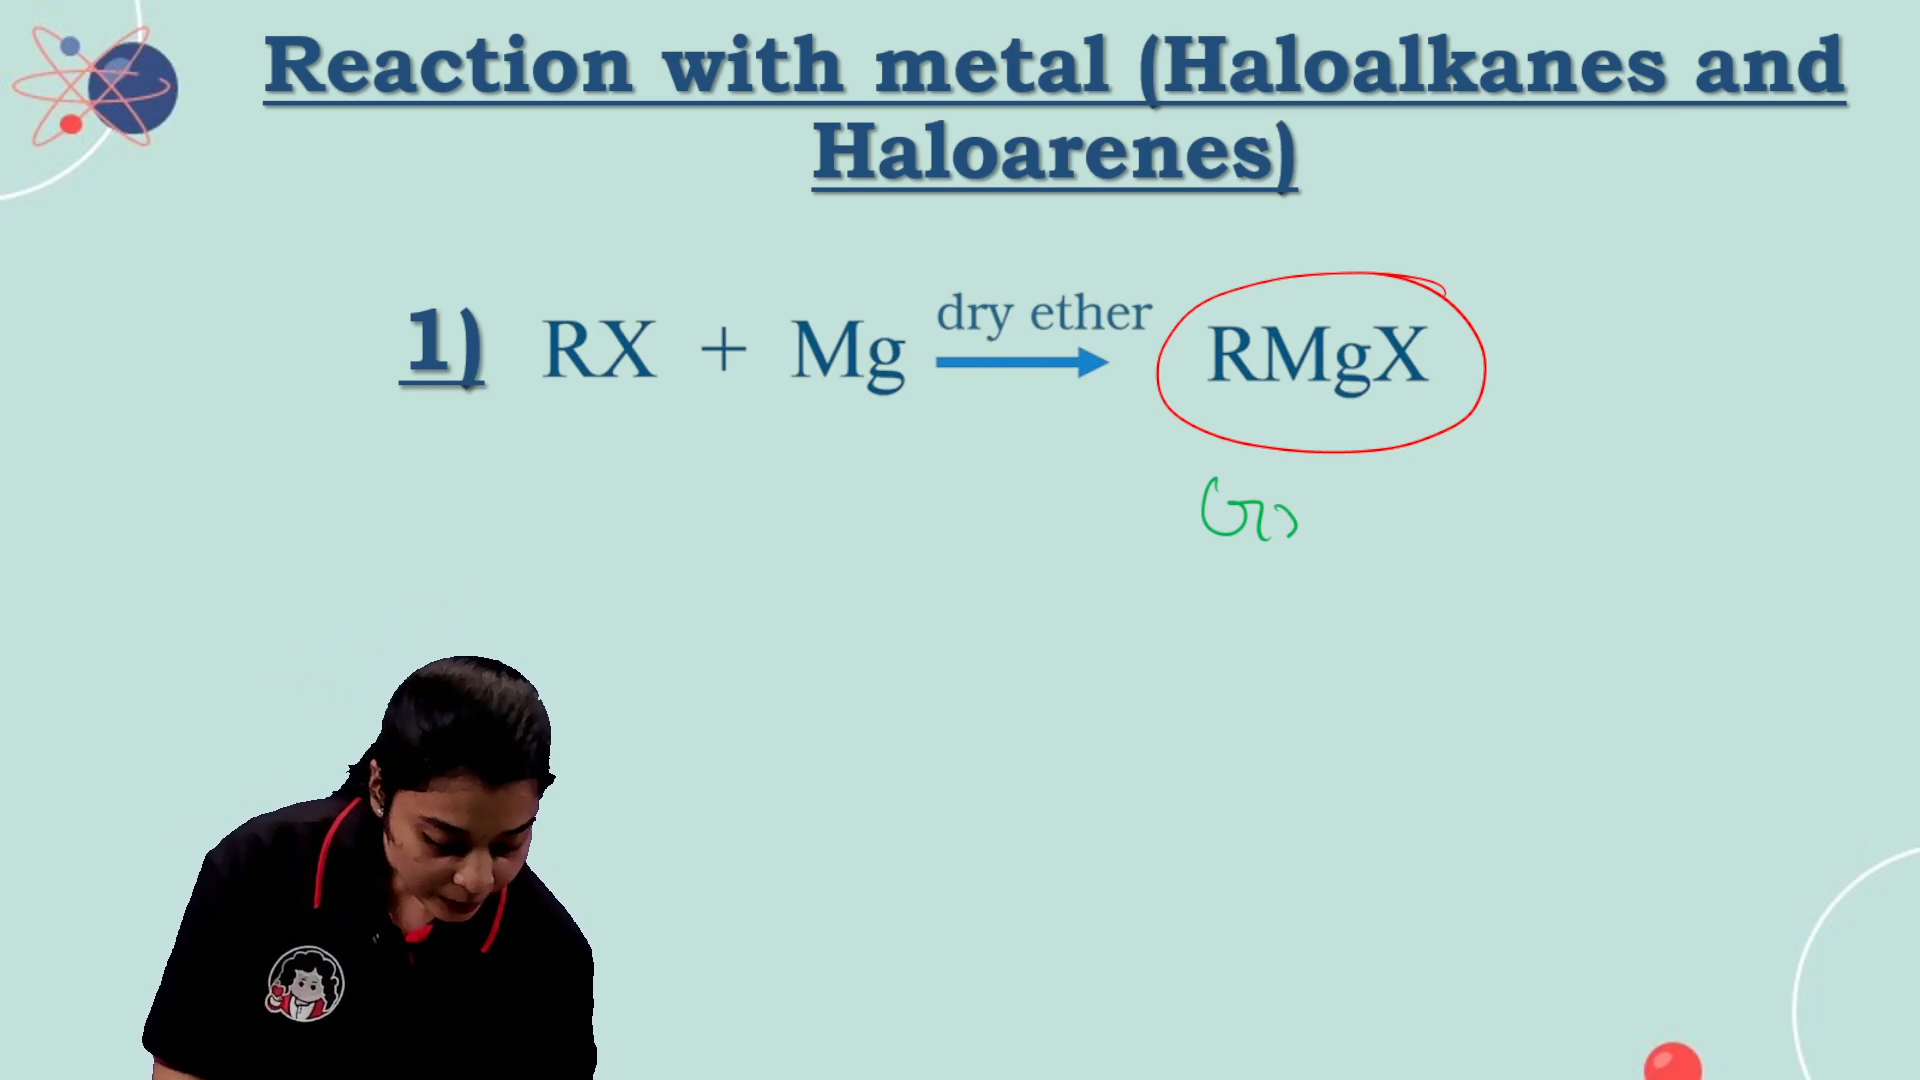 Reaction with metal (Haloalkanes and
Haloarenes)
1) RX + Mg dry ether RMgX